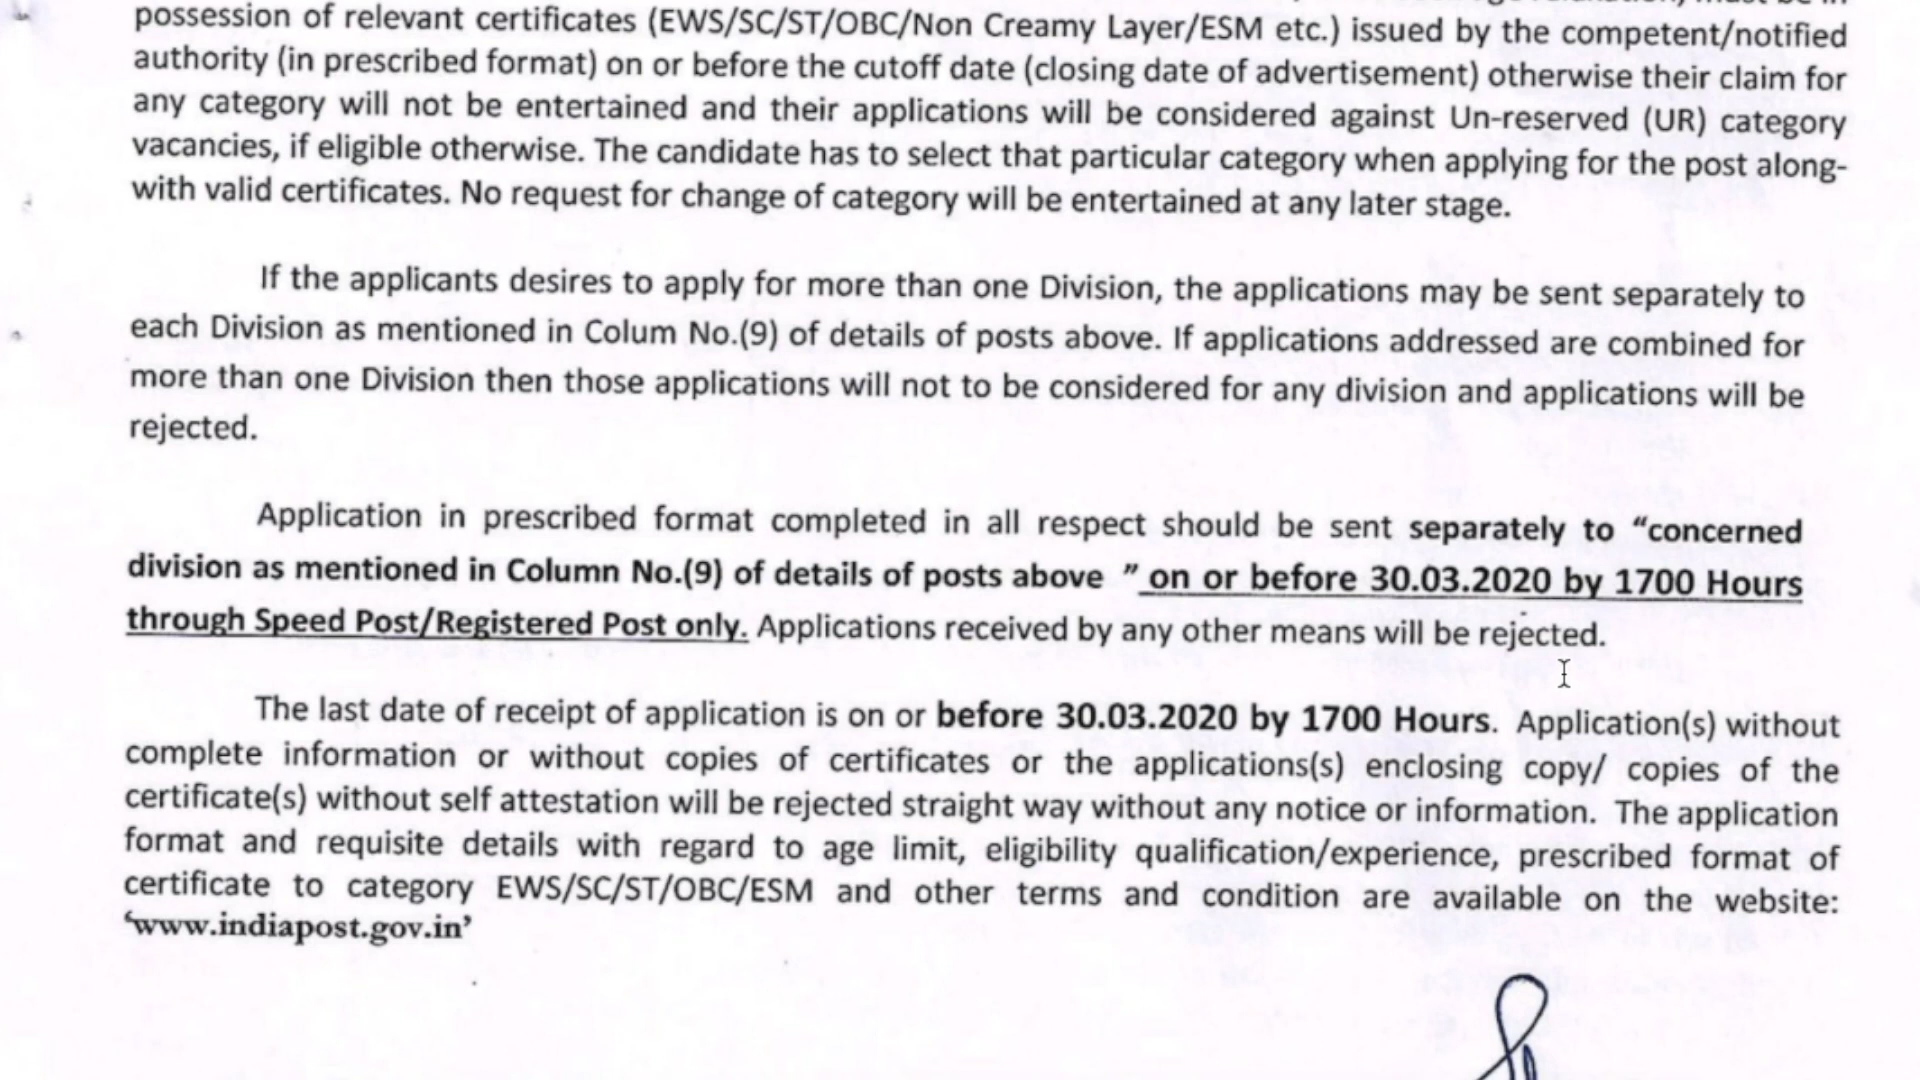 possession of relevant certificates (EWS/SC/ST/OBC/Non Creamy Layer/ESM etc.) issued by the competent/notified
authority (in prescribed format) on or before the cutoff date (closing date of advertisement) otherwise their claim for
any category will not be entertained and their applications will be considered against Un-reserved (UR) category
vacancies, if eligible otherwise. The candidate has to select that particular category when applying for the post along-
with valid certificates. No request for change of category will be entertained at any later stage.
If the applicants desires to apply for more than one Division, the applications may be sent separately to
each Division as mentioned in Colum No.(9) of details of posts above. If applications addressed are combined for
more than one Division then those applications will not to be considered for any division and applications will be
rejected.
Application in prescribed format completed in all respect should be sent separately to “concerned
division as mentioned in Column No.(9) of details of posts above ” on or before 30.03.2020 by 1700 Hours
through Speed Post/Registered Post only. Applications received by any other means will be rejected.
The last date of receipt of application is on or before 30.03.2020 by 1700 Hours. Application(s) without
complete information or without copies of certificates or the applications(s) enclosing copy/ copies of the
certificate(s) without self attestation will be rejected straight way without any notice or information. The application
format and requisite details with regard to age limit, eligibility qualification/experience, prescribed format of
certificate to category EWS/SC/ST/OBC/ESM and other terms and condition are available on the website:
‘www.indiapost.gov.in’